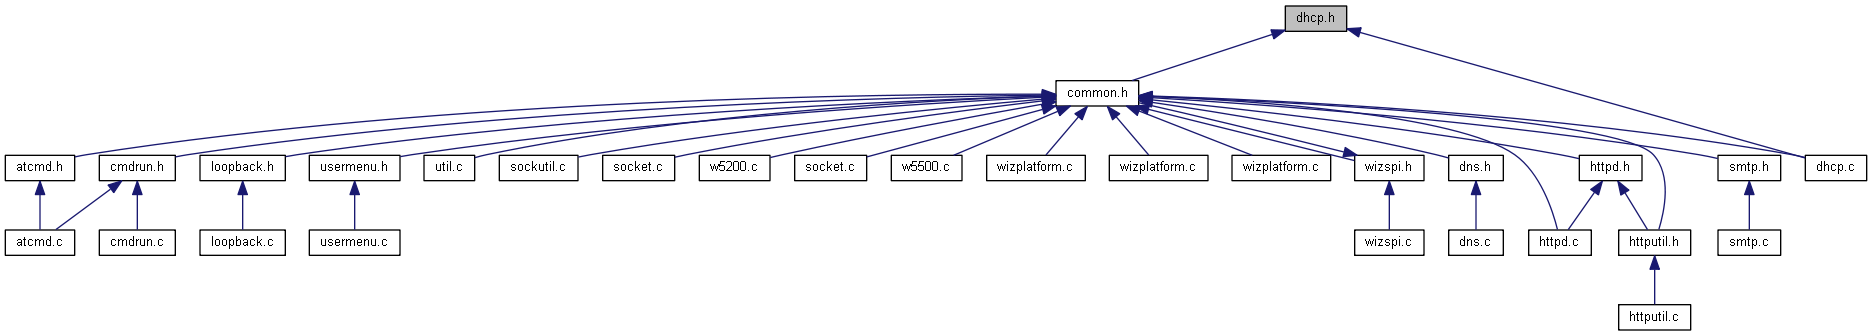 dhcp.h
common.h
atcmd.h
cmdrun.h
loopback.h
usermenu.h
util.c
sockutil.c
socket.c
w5200.c
socket.c
w5500.c
wizplatform.c
wizplatform.c
wizplatform.c
wizspi.h
dns.h
httpd.h
smtp.h
dhcp.c
atcmd.c
cmdrun.c
loopback.c
usermenu.c
wizspi.c
dns.c
httpd.c
httputil.h
smtp.c
httputil.c